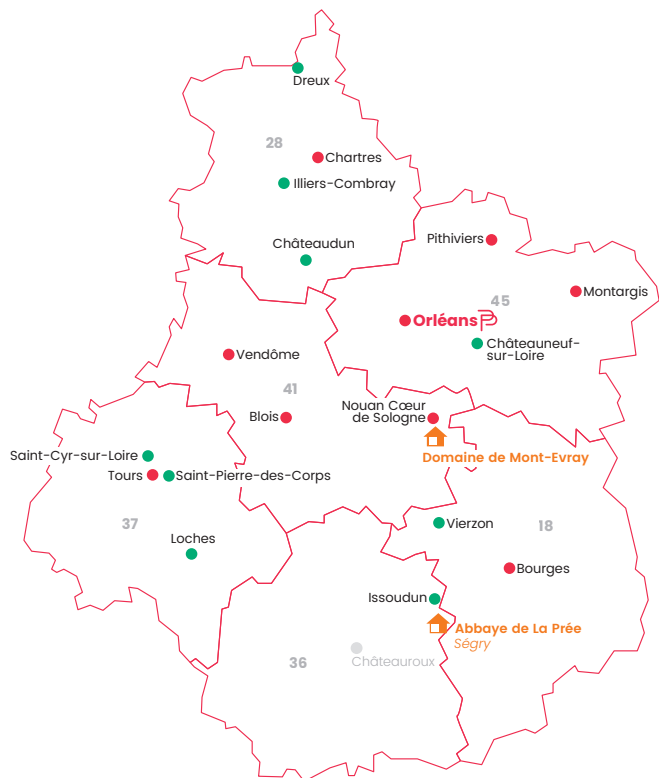 Dreux
28
Chartres
Illiers-Combray
Châteaudun
Pithiviers
Montargis
45
Orléans
Châteauneuf-
sur-Loire
Vendôme
41
Blois
Nouan Cœur
de Sologne
Domaine de Mont-Evray
Saint-Cyr-sur-Loire
Tours
Saint-Pierre-des-Corps
37
Loches
Vierzon
18
Bourges
Issoudun
Abbaye de La Prée
Ségry
36
Châteauroux